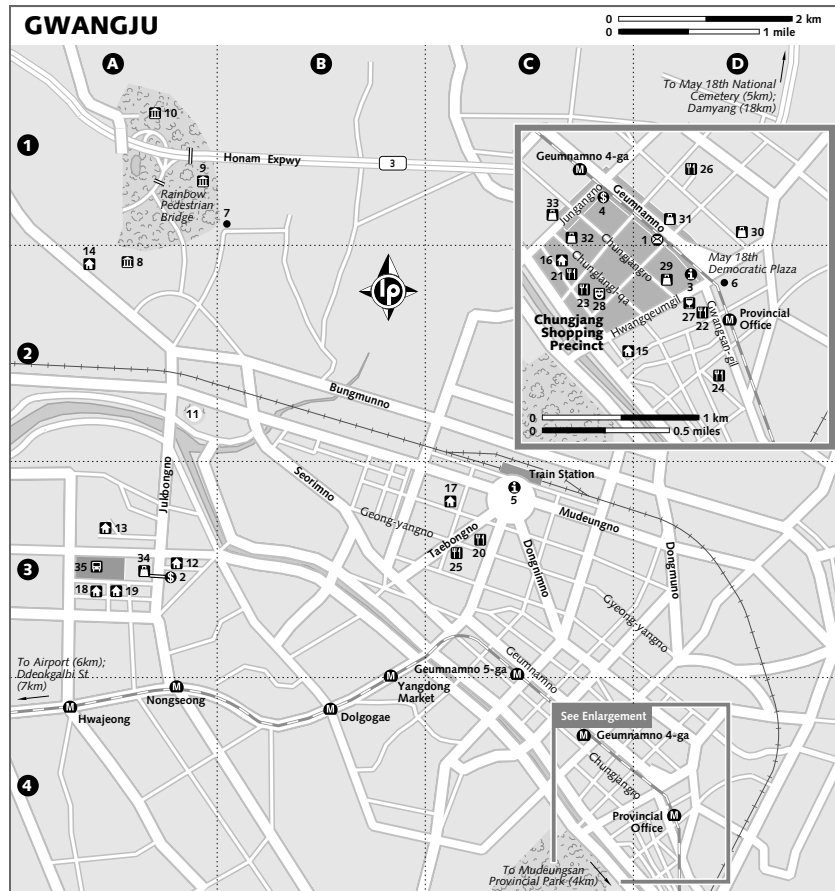 GWANGJU
0 2 km
0 1 mile
A
B
C
D
To May 18th National
Cemetery (5km);
Damyang (18km)
1
10
Honam Expwy
3
9
Rainbow
Pedestrian
Bridge
7
14
8
lp
Geumnamno 4-ga
M
26
33
Jungangno
$
4
Geumnamno
31
32
1
30
16
Chungjangno
29
May 18th
Democratic Plaza
21
Chungjang-
3
6
23
28
Hwanggeumgil
27
22
Provincial
Office
M
Chungjang
Shopping
Precinct
Gwangsan-gil
15
24
0 1 km
0 0.5 miles
2
Bungmunno
11
Train Station
Jukbongno
Seorimno
17
5
Geong-yangno
Mudeungno
13
Taebongno
20
25
Dongnimno
Dongmuno
3
35
34
12
$
2
18
19
Gyeong-yangno
To Airport (6km);
Ddeokgalbi St
(7km)
Geumnamno 5-ga
M
Geumnamno
M
Yangdong
Market
M
Nongseong
M
Hwajeong
M
Dolgogae
See Enlargement
M
Geumnamno 4-ga
Chungjangno
4
Provincial
Office
M
To Mudeungsan
Provincial Park (4km)